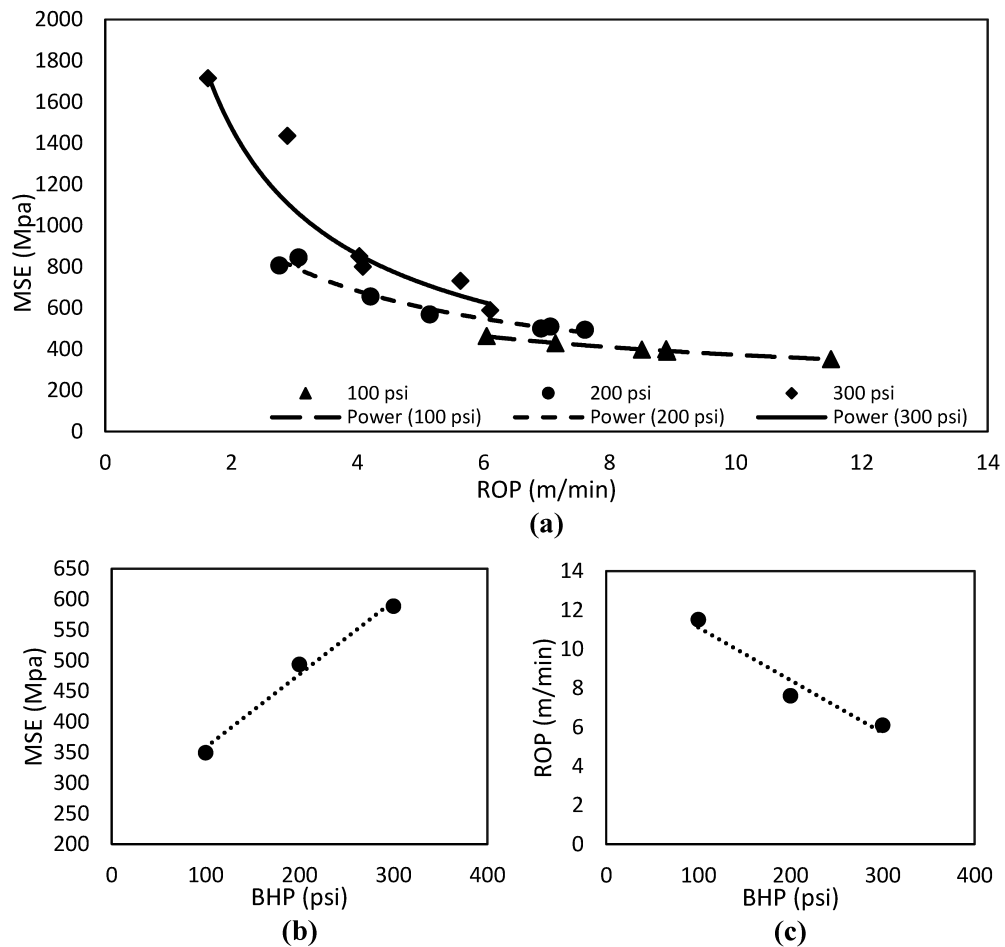 2000
1800
1600
1400
1200
1000
800
600
400
200
0
MSE (Mpa)
100 psi 200 psi 300 psi
Power (100 psi) Power (200 psi) Power (300 psi)
0 2 4 6 8 10 12 14
ROP (m/min)
(a)
650
600
550
500
450
400
350
300
250
200
MSE (Mpa)
0 100 200 300 400
BHP (psi)
(b)
14
12
10
8
6
4
2
0
ROP (m/min)
0 100 200 300 400
BHP (psi)
(c)